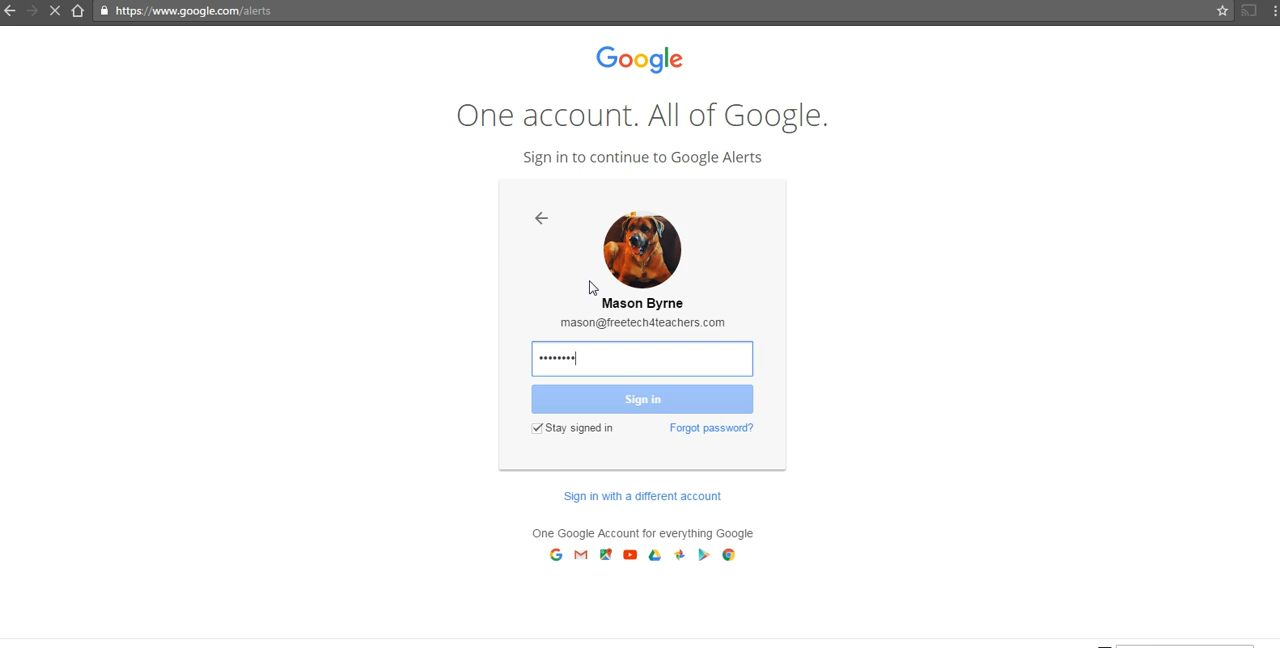 https://www.google.com/alerts
Google
One account. All of Google.
Sign in to continue to Google Alerts
Mason Byrne
mason@freetech4teachers.com
••••••••
Sign in
Stay signed in
Forgot password?
Sign in with a different account
One Google Account for everything Google